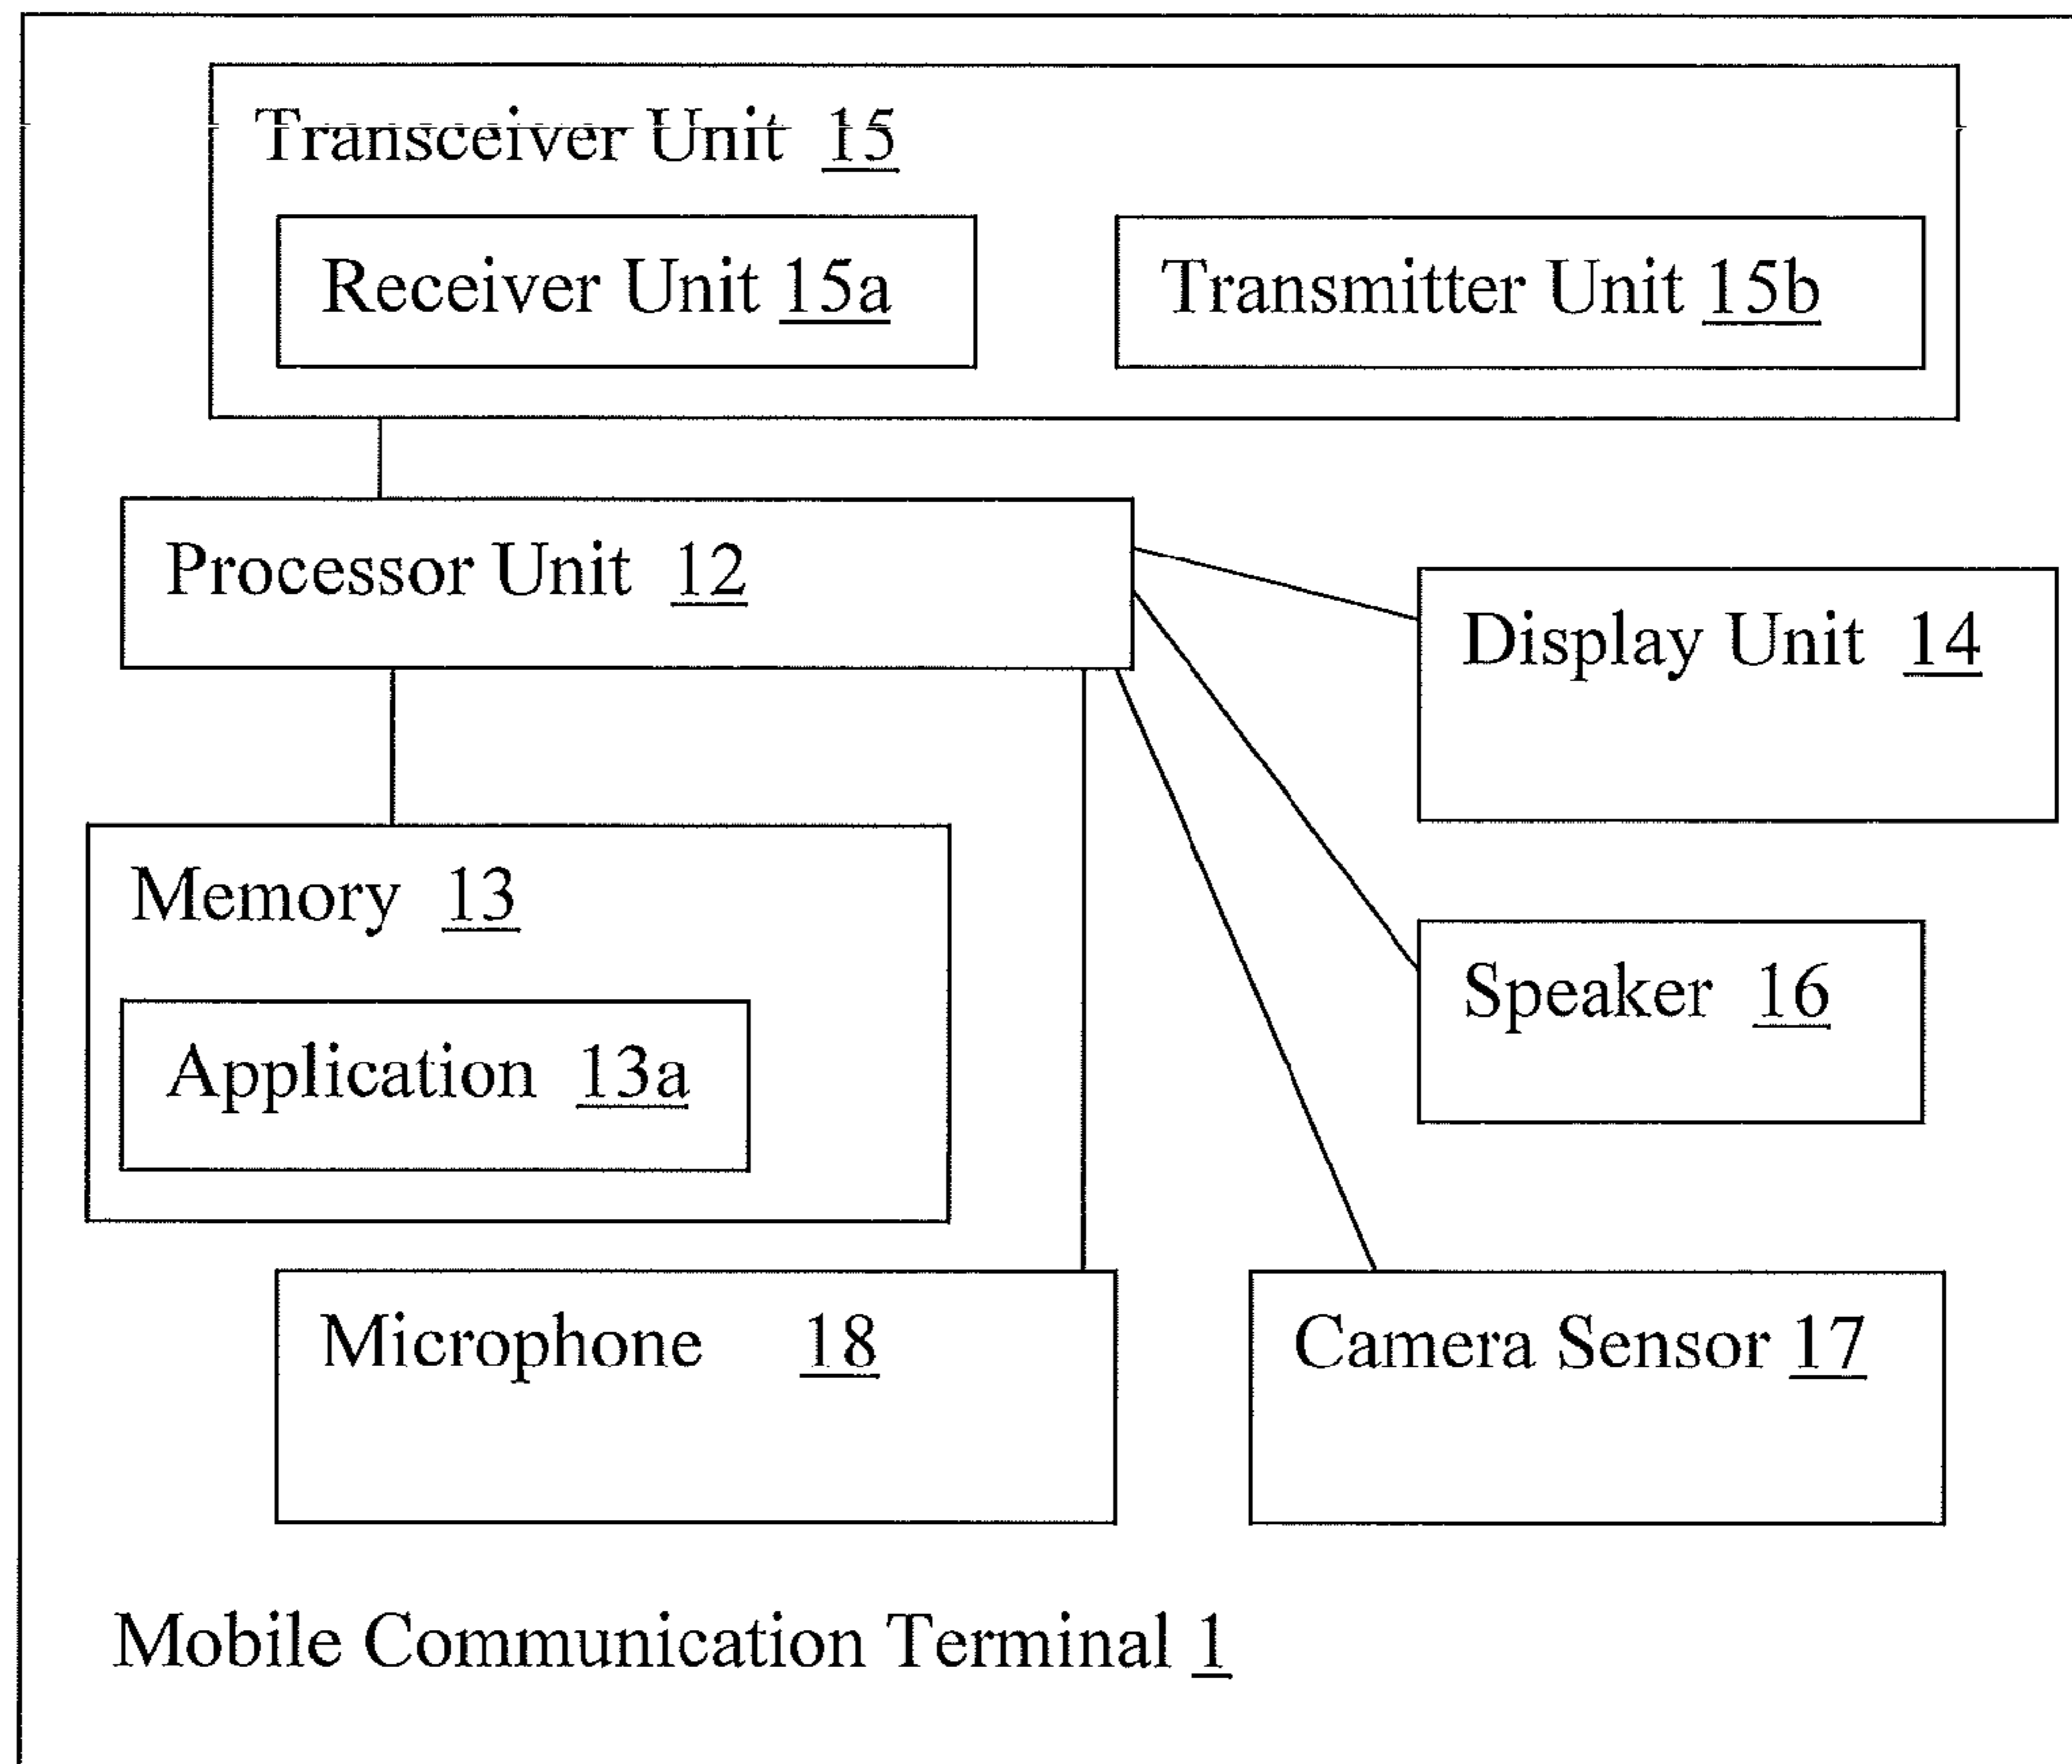 Transceiver Unit 15
Receiver Unit 15a
Transmitter Unit 15b
Processor Unit 12
Display Unit 14
Memory 13
Speaker 16
Application 13a
Microphone 18
Camera Sensor 17
Mobile Communication Terminal 1